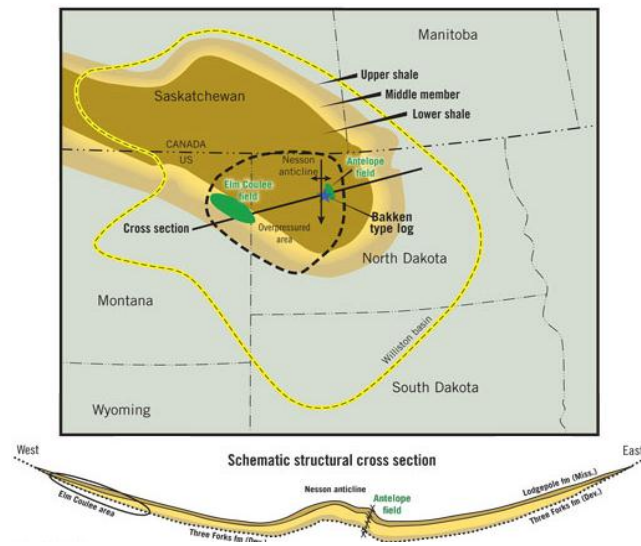 Manitoba
Upper shale
Middle member
Saskatchewan
Lower shale
CANADA
US
Nesson
anticline
Antelope
field
Elm Coulee
field
Cross section
Overpressured
area
Bakken
type log
North Dakota
Montana
Williston basin
South Dakota
Wyoming
West
Schematic structural cross section
East
Elm Coulee area
Nesson anticline
Antelope
field
Lodgepole fm (Miss.)
Three Forks fm (Dev.)
Three Forks fm (Dev.)